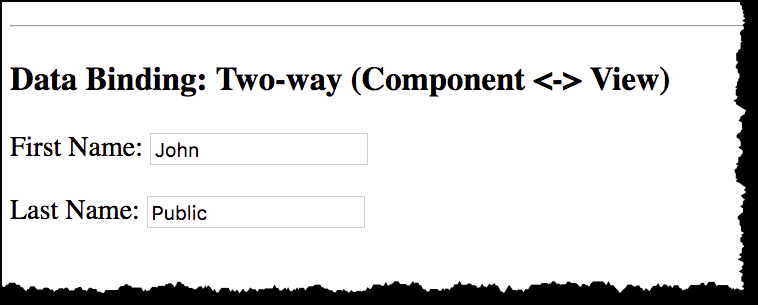 Data Binding: Two-way (Component <-> View)
First Name: John
Last Name: Public